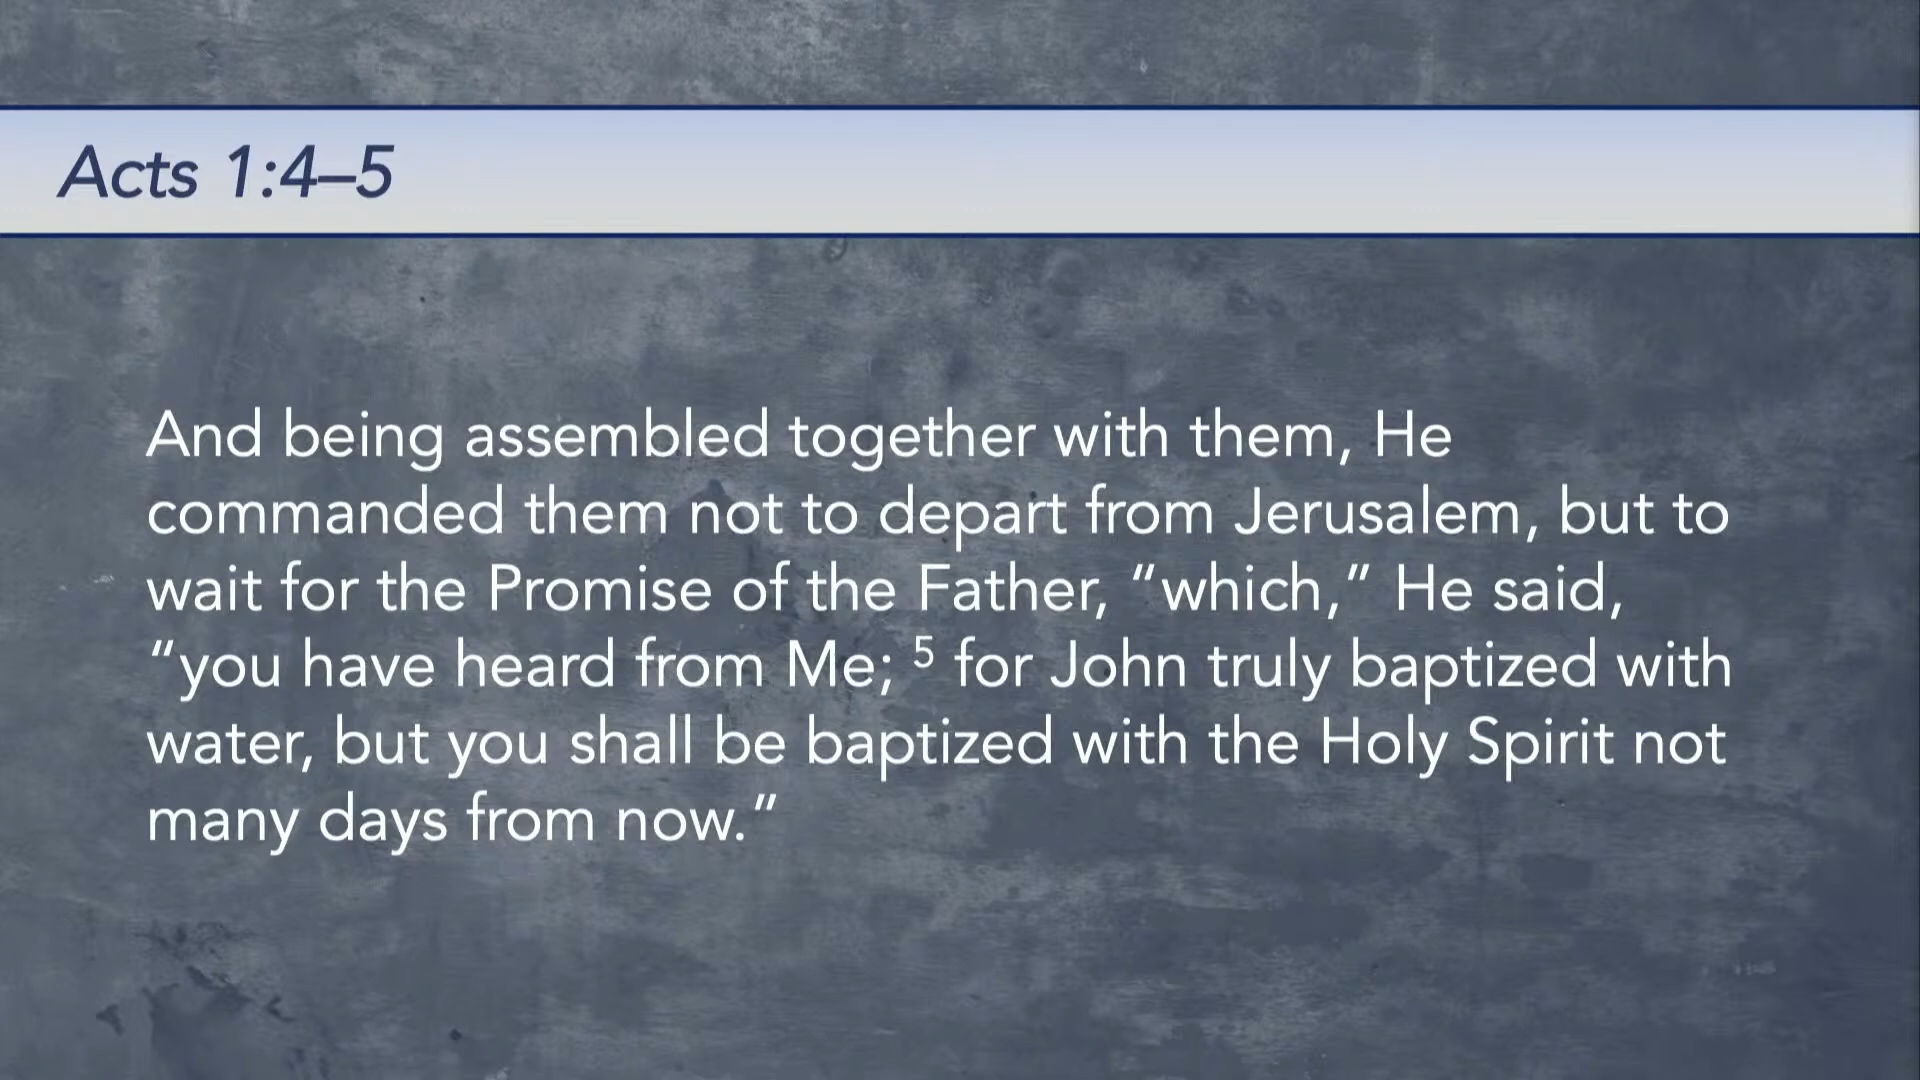 Acts 1:4–5
And being assembled together with them, He
commanded them not to depart from Jerusalem, but to
wait for the Promise of the Father, “which,” He said,
“you have heard from Me; 5 for John truly baptized with
water, but you shall be baptized with the Holy Spirit not
many days from now.”